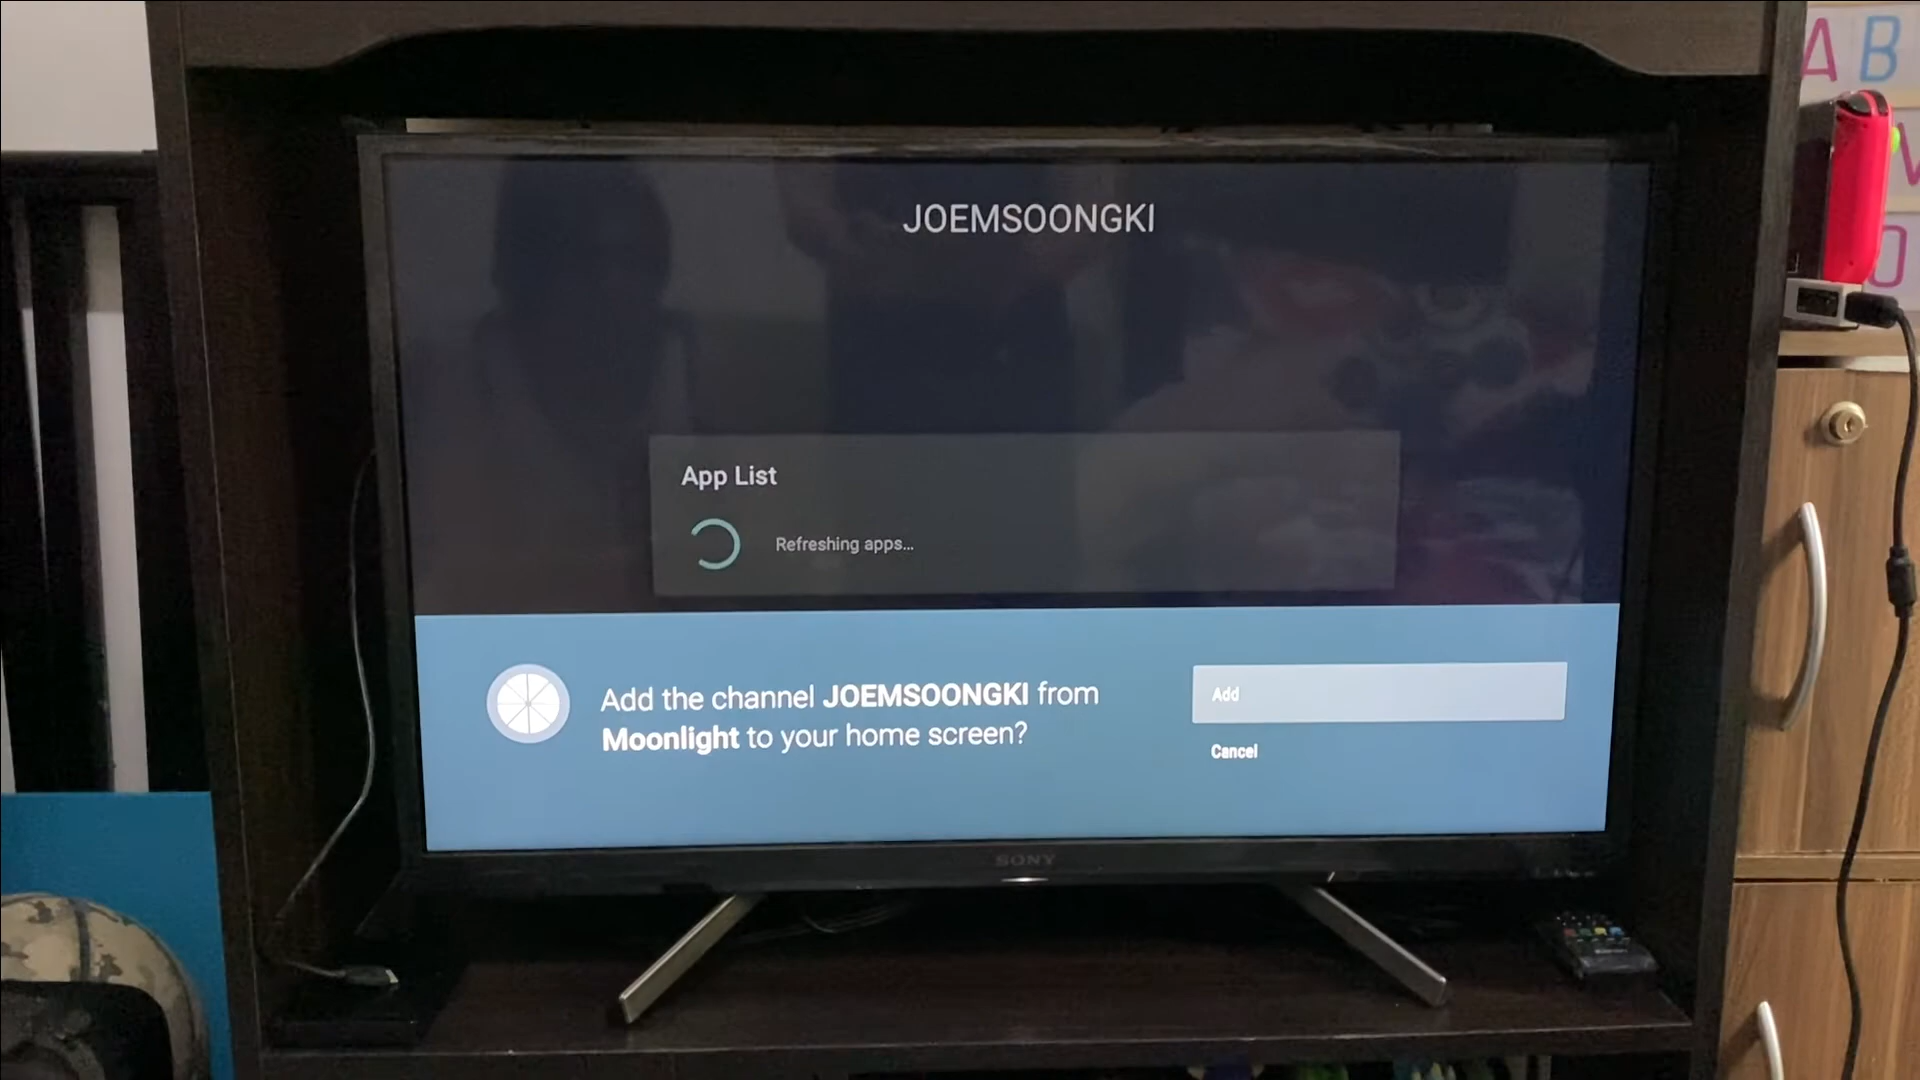 A B
JOEMSOONGKI
App List
Refreshing apps...
Add the channel JOEMSOONGKI from
Moonlight to your home screen?
Add
Cancel
SONY